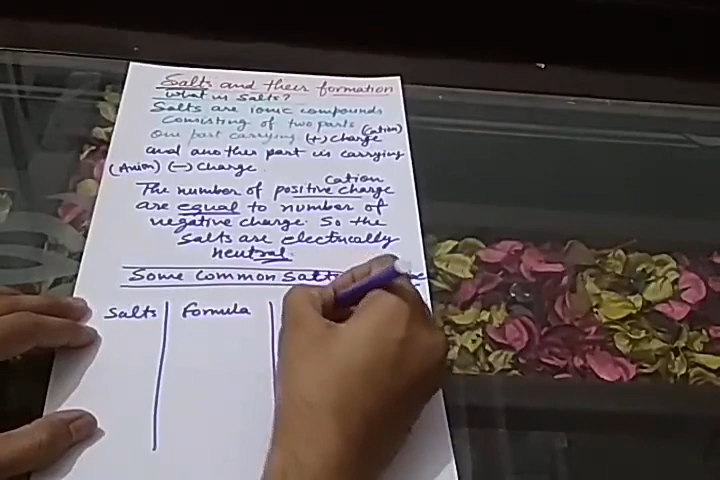 Salts and their formation
What is Salts?
Salts are ionic compounds
consisting of two parts
One part carrying (+) charge (Cation)
and another part is carrying
(Anion) (−) charge.
cation
The number of positive charge
are equal to number of
negative charge. So the
Salts are electrically
neutral.
Some Common Salts
Salts Formula